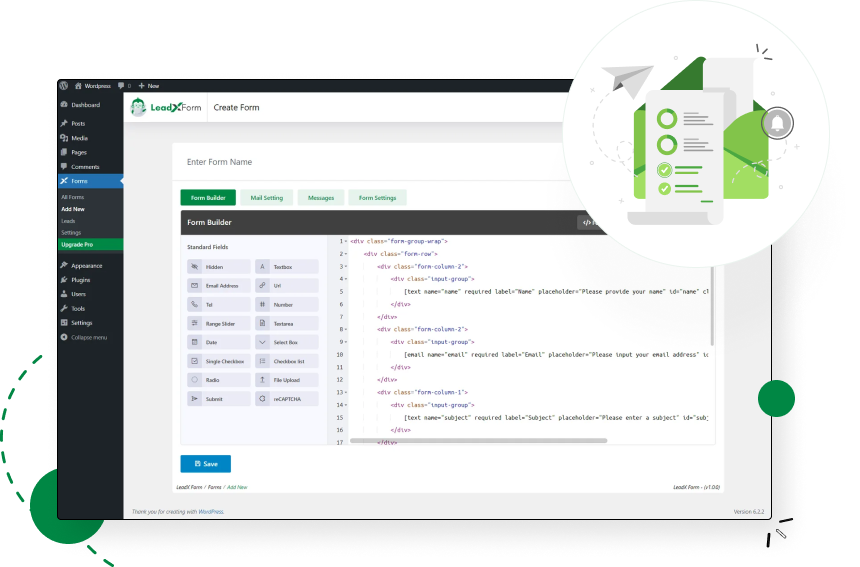 Wordpress 0 + New
Dashboard
Posts
Media
Pages
Comments
Forms
All Forms
Add New
Leads
Settings
Upgrade Pro
Appearance
Plugins
Users
Tools
Settings
Collapse menu
LeadXForm Create Form
Enter Form Name
Form Builder Mail Setting Messages Form Settings
Form Builder </>
Standard Fields
Hidden Textbox
Email Address Url
Tel Number
Range Slider Textarea
Date Select Box
Single Checkbox Checkbox list
Radio File Upload
Submit reCAPTCHA
1 <div class="form-group-wrap">
2 <div class="form-row">
3 <div class="form-column-2">
4 <div class="input-group">
5 [text name="name" required label="Name" placeholder="Please provide your name" id="name" cl
6 </div>
7 </div>
8 <div class="form-column-2">
9 <div class="input-group">
10 [email name="email" required label="Email" placeholder="Please input your email address" ic
11 </div>
12 </div>
13 <div class="form-column-1">
14 <div class="input-group">
15 [text name="subject" required label="Subject" placeholder="Please enter a subject" id="subj
16 </div>
17 </div>
Save
LeadX Form / Forms / Add New LeadX Form - (v1.0.0)
Thank you for creating with WordPress. Version 6.2.2